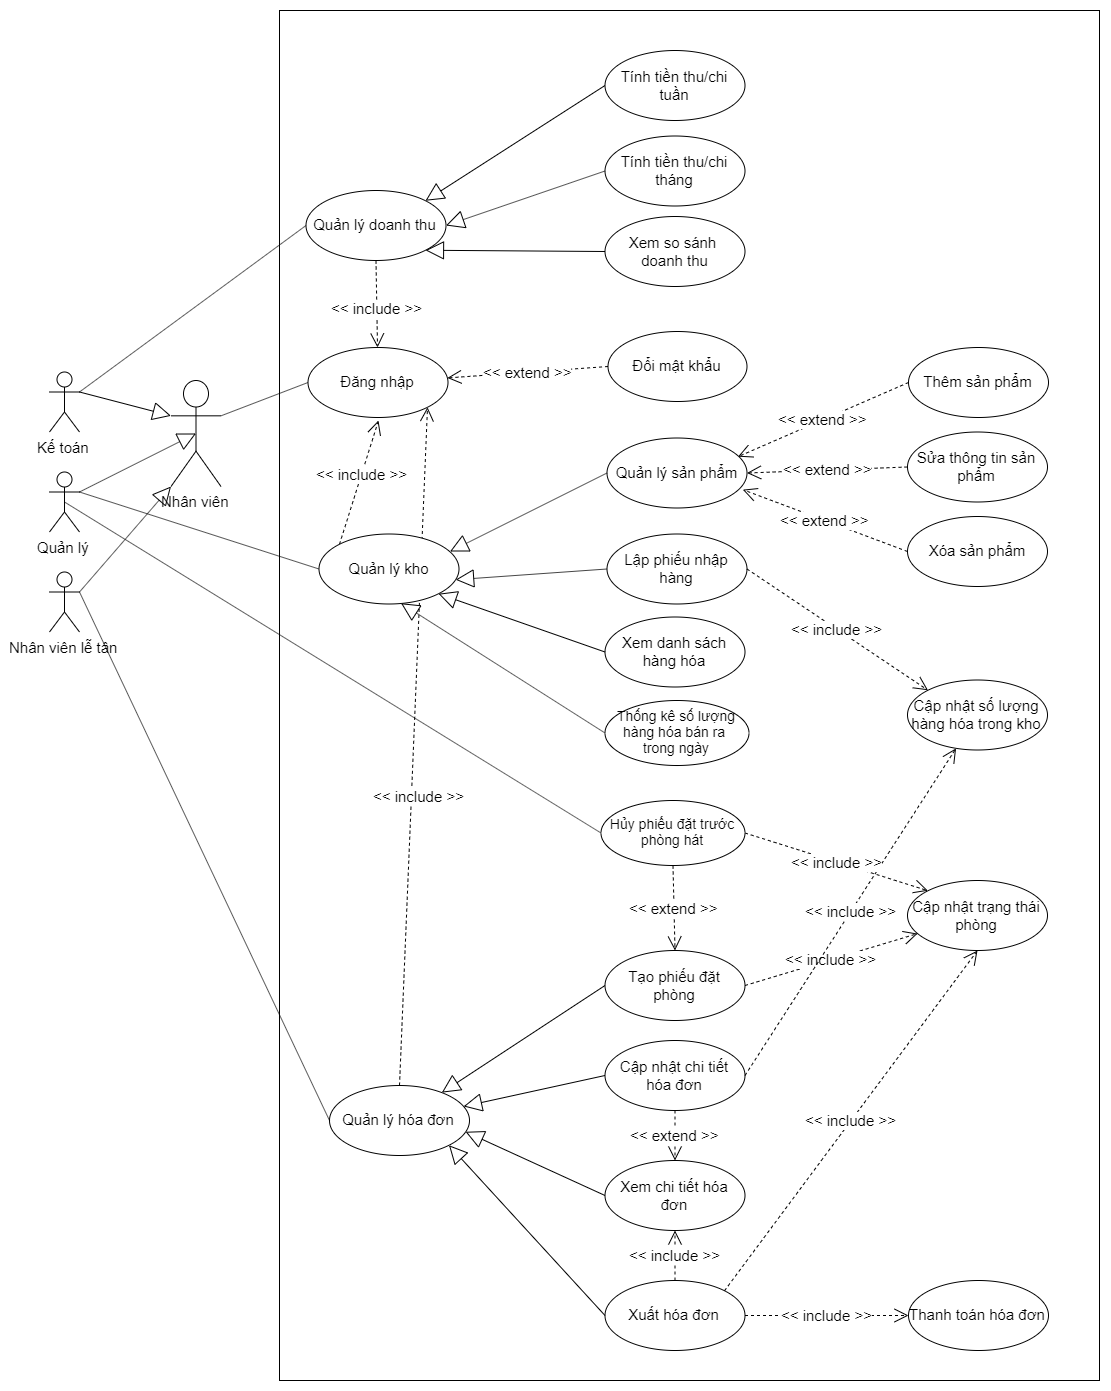 Tính tiền thu/chi
tuần
Tính tiền thu/chi
tháng
Quản lý doanh thu
Xem so sánh
doanh thu
<< include >>
Đăng nhập
<< extend >>
Đổi mật khẩu
Thêm sản phẩm
<< extend >>
Kế toán
Nhân viên
<< include >>
Quản lý sản phẩm
<< extend >>
Sửa thông tin sản
phẩm
<< extend >>
Quản lý
Xóa sản phẩm
Quản lý kho
Lập phiếu nhập
hàng
<< include >>
Nhân viên lễ tân
Xem danh sách
hàng hóa
Cập nhật số lượng
hàng hóa trong kho
Thống kê số lượng
hàng hóa bán ra
trong ngày
<< include >>
Hủy phiếu đặt trước
phòng hát
<< include >>
<< extend >>
<< include >>
Cập nhật trạng thái
phòng
<< include >>
Tạo phiếu đặt
phòng
Cập nhật chi tiết
hóa đơn
Quản lý hóa đơn
<< extend >>
<< include >>
Xem chi tiết hóa
đơn
<< include >>
Xuất hóa đơn
<< include >>
Thanh toán hóa đơn